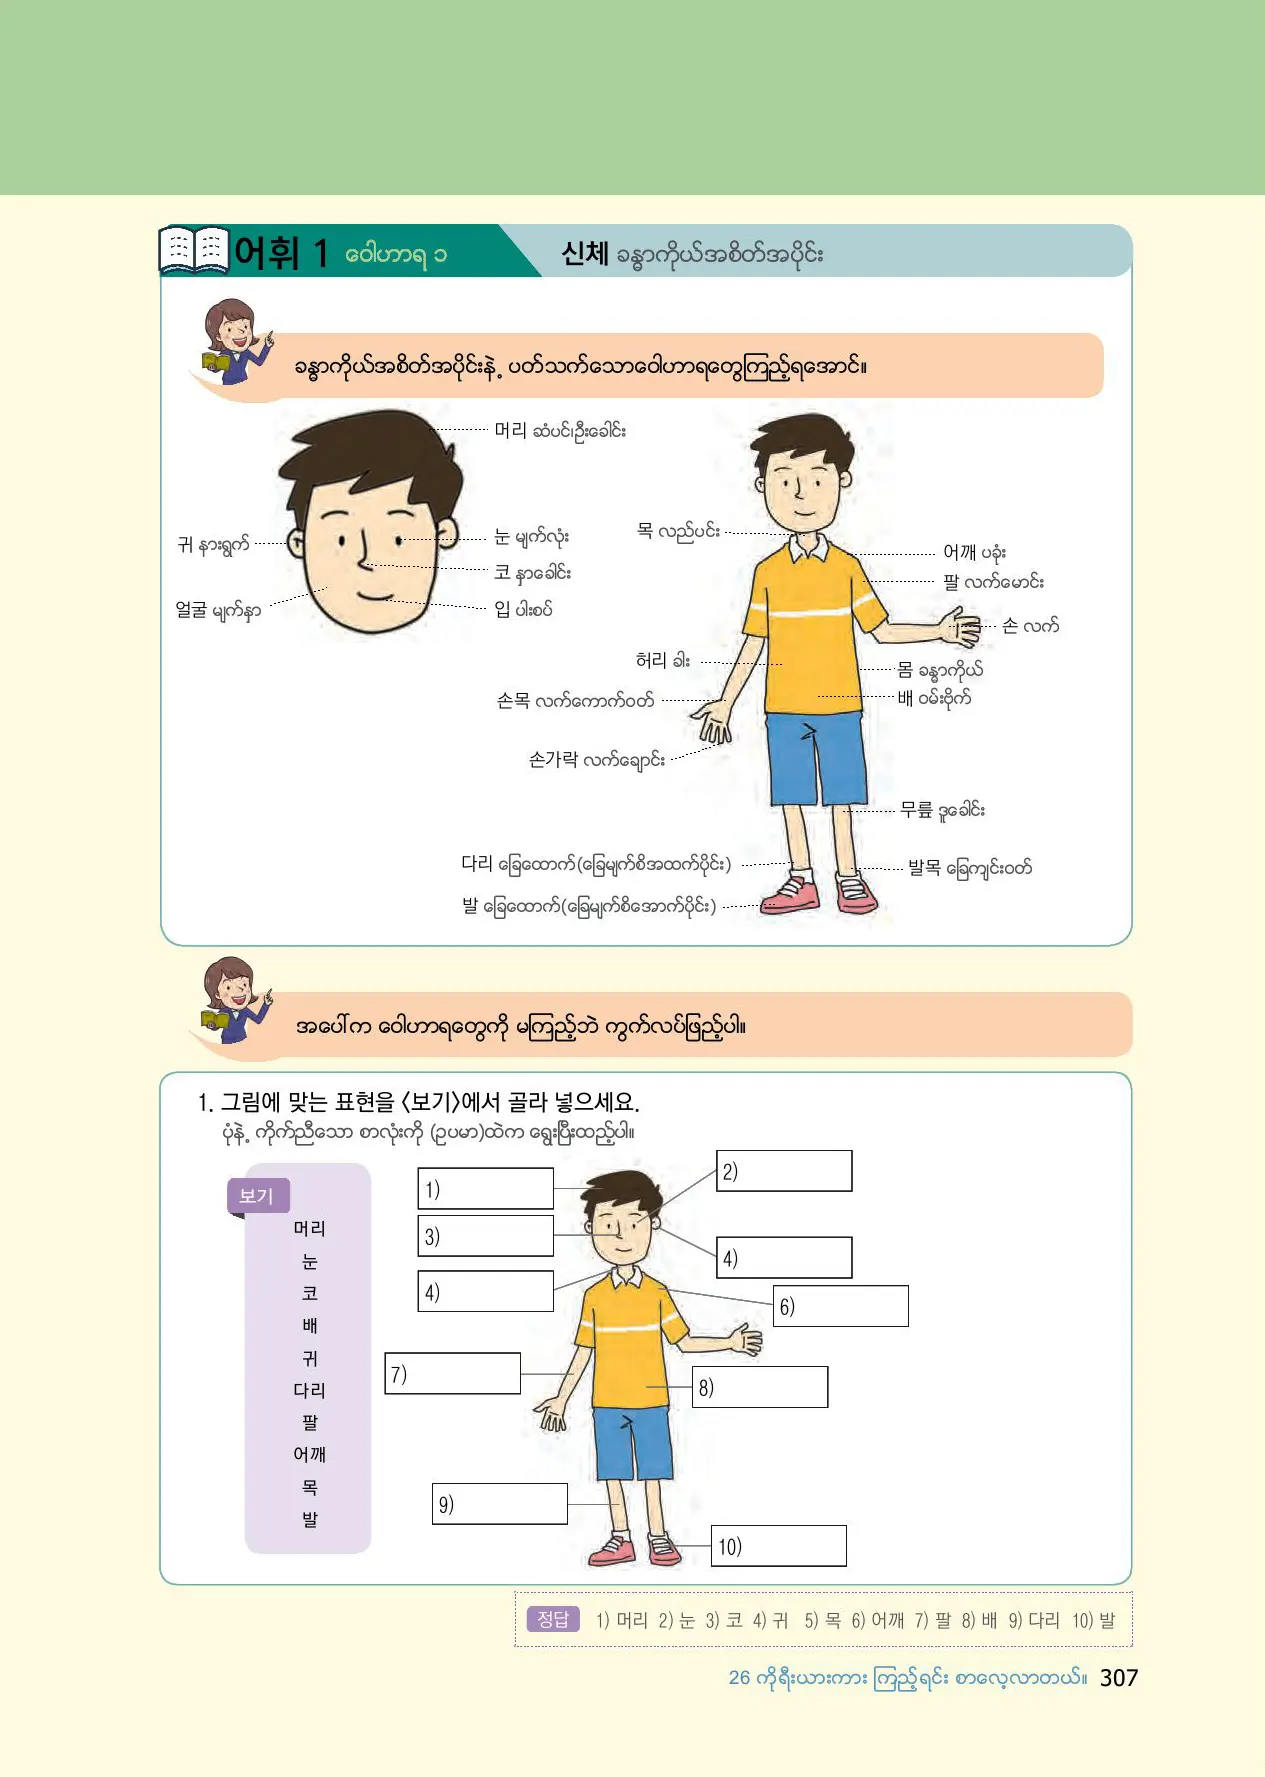 어휘 1 ဝေါဟာရ ၁
신체 ခန္ဓာကိုယ်အစိတ်အပိုင်း
ခန္ဓာကိုယ်အစိတ်အပိုင်းနဲ့ ပတ်သက်သောဝေါဟာရတွေကြည့်ရအောင်။
머리 ဆံပင်၊ဦးခေါင်း
귀 နားရွက်
눈 မျက်လုံး
코 နှာခေါင်း
얼굴 မျက်နှာ
입 ပါးစပ်
목 လည်ပင်း
어깨 ပခုံး
팔 လက်မောင်း
손 လက်
허리 ခါး
몸 ခန္ဓာကိုယ်
손목 လက်ကောက်ဝတ်
배 ဝမ်းဗိုက်
손가락 လက်ချောင်း
무릎 ဒူးခေါင်း
다리 ခြေထောက်(ခြေမျက်စိအထက်ပိုင်း)
발목 ခြေကျင်းဝတ်
발 ခြေထောက်(ခြေမျက်စိအောက်ပိုင်း)
အပေါ်က ဝေါဟာရတွေကို မကြည့်ဘဲ ကွက်လပ်ဖြည့်ပါ။
1. 그림에 맞는 표현을 〈보기〉에서 골라 넣으세요.
ပုံနဲ့ ကိုက်ညီသော စာလုံးကို (ဥပမာ)ထဲက ရွေးပြီးထည့်ပါ။
보기
머리
눈
코
배
귀
다리
팔
어깨
목
발
1)
2)
3)
4)
4)
6)
7)
8)
9)
10)
정답 1) 머리 2) 눈 3) 코 4) 귀 5) 목 6) 어깨 7) 팔 8) 배 9) 다리 10) 발
26 ကိုရီးယားကား ကြည့်ရင်း စာလေ့လာတယ်။ 307